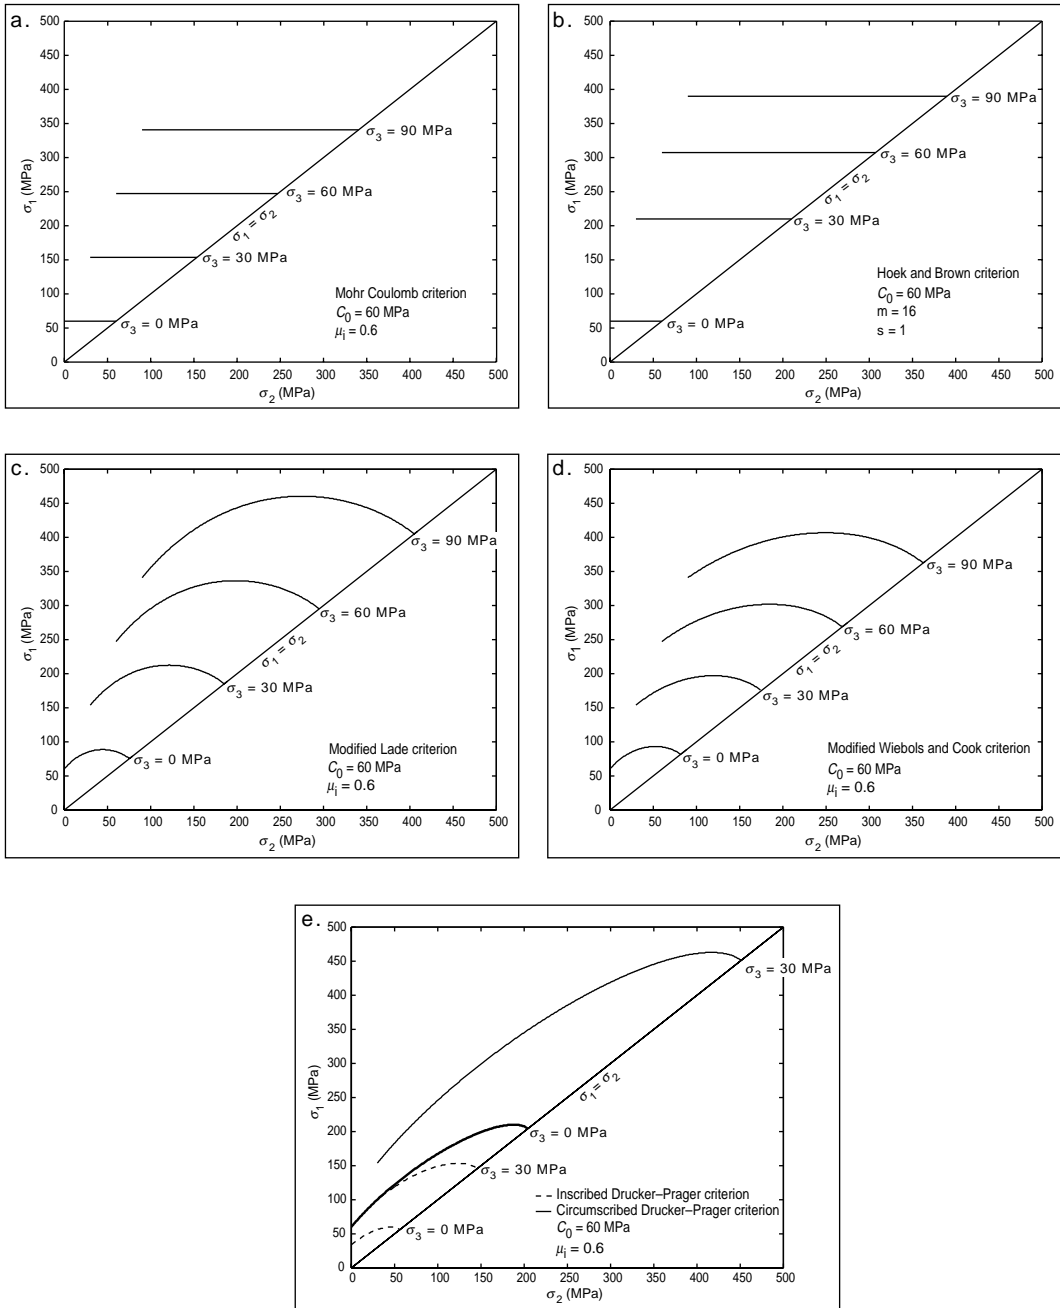 a.
500
450
400
350
300
250
200
150
100
50
0
σ1 (MPa)
σ3 = 90 MPa
σ3 = 60 MPa
σ1 = σ2
σ3 = 30 MPa
σ3 = 0 MPa
Mohr Coulomb criterion
C0 = 60 MPa
μi = 0.6
0 50 100 150 200 250 300 350 400 450 500
σ2 (MPa)
b.
500
450
400
350
300
250
200
150
100
50
0
σ1 (MPa)
σ3 = 90 MPa
σ3 = 60 MPa
σ1 = σ2
σ3 = 30 MPa
σ3 = 0 MPa
Hoek and Brown criterion
C0 = 60 MPa
m = 16
s = 1
0 50 100 150 200 250 300 350 400 450 500
σ2 (MPa)
c.
500
450
400
350
300
250
200
150
100
50
0
σ1 (MPa)
σ3 = 90 MPa
σ3 = 60 MPa
σ1 = σ2
σ3 = 30 MPa
σ3 = 0 MPa
Modified Lade criterion
C0 = 60 MPa
μi = 0.6
0 50 100 150 200 250 300 350 400 450 500
σ2 (MPa)
d.
500
450
400
350
300
250
200
150
100
50
0
σ1 (MPa)
σ3 = 90 MPa
σ3 = 60 MPa
σ1 = σ2
σ3 = 30 MPa
σ3 = 0 MPa
Modified Wiebols and Cook criterion
C0 = 60 MPa
μi = 0.6
0 50 100 150 200 250 300 350 400 450 500
σ2 (MPa)
e.
500
450
400
350
300
250
200
150
100
50
0
σ1 (MPa)
σ3 = 30 MPa
σ1 = σ2
σ3 = 0 MPa
σ3 = 30 MPa
σ3 = 0 MPa
Inscribed Drucker–Prager criterion
Circumscribed Drucker–Prager criterion
C0 = 60 MPa
μi = 0.6
0 50 100 150 200 250 300 350 400 450 500
σ2 (MPa)